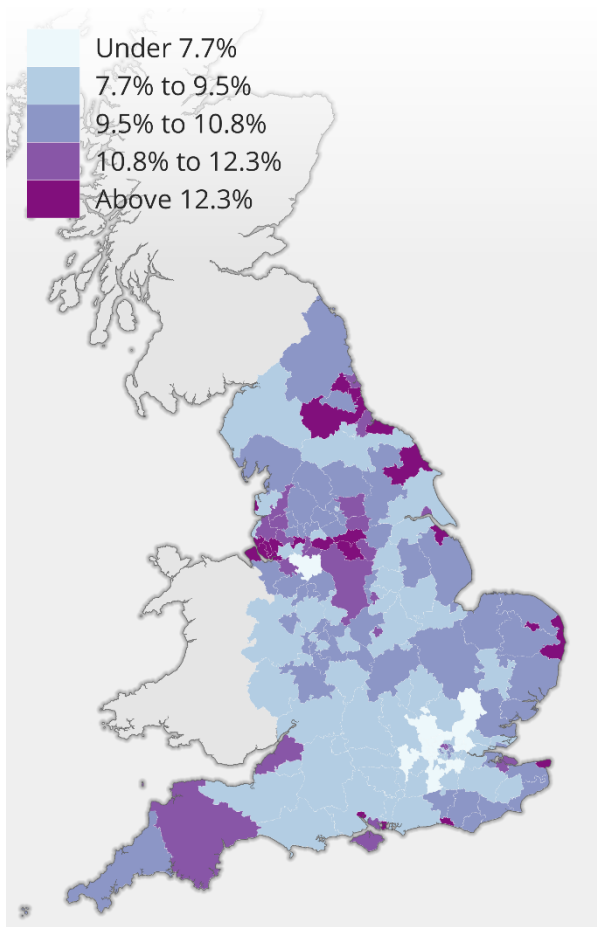 Under 7.7%
7.7% to 9.5%
9.5% to 10.8%
10.8% to 12.3%
Above 12.3%